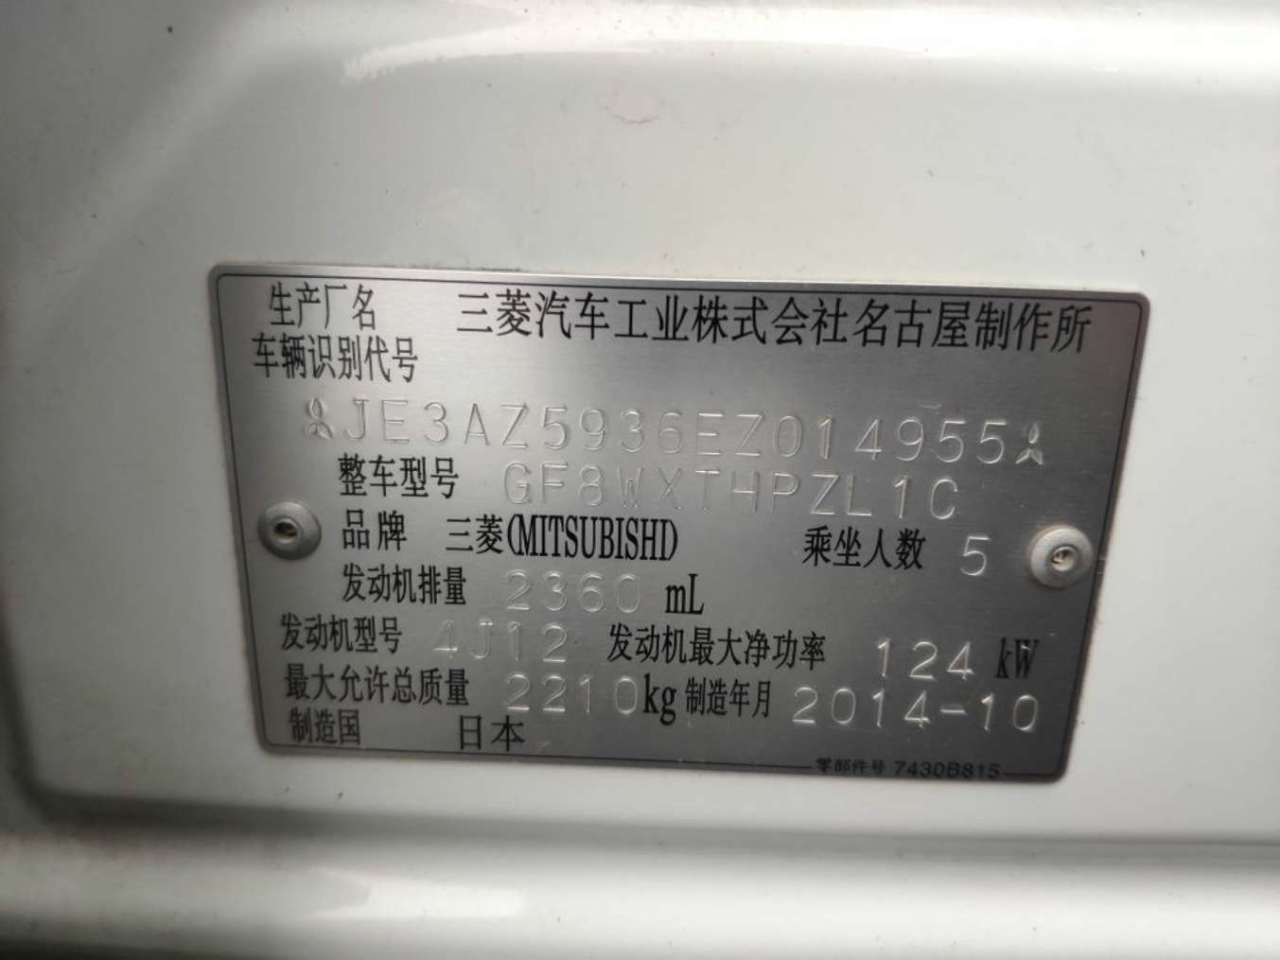 生产厂名 三菱汽车工业株式会社名古屋制作所
车辆识别代号
JE3AZ5936EZ014955
整车型号 GF8WXTHPZL1C
品牌 三菱(MITSUBISHI) 乘坐人数 5
发动机排量 2360 mL
发动机型号 4J12 发动机最大净功率 124 kW
最大允许总质量 2210kg 制造年月 2014-10
制造国 日本
零部件号 7430B815